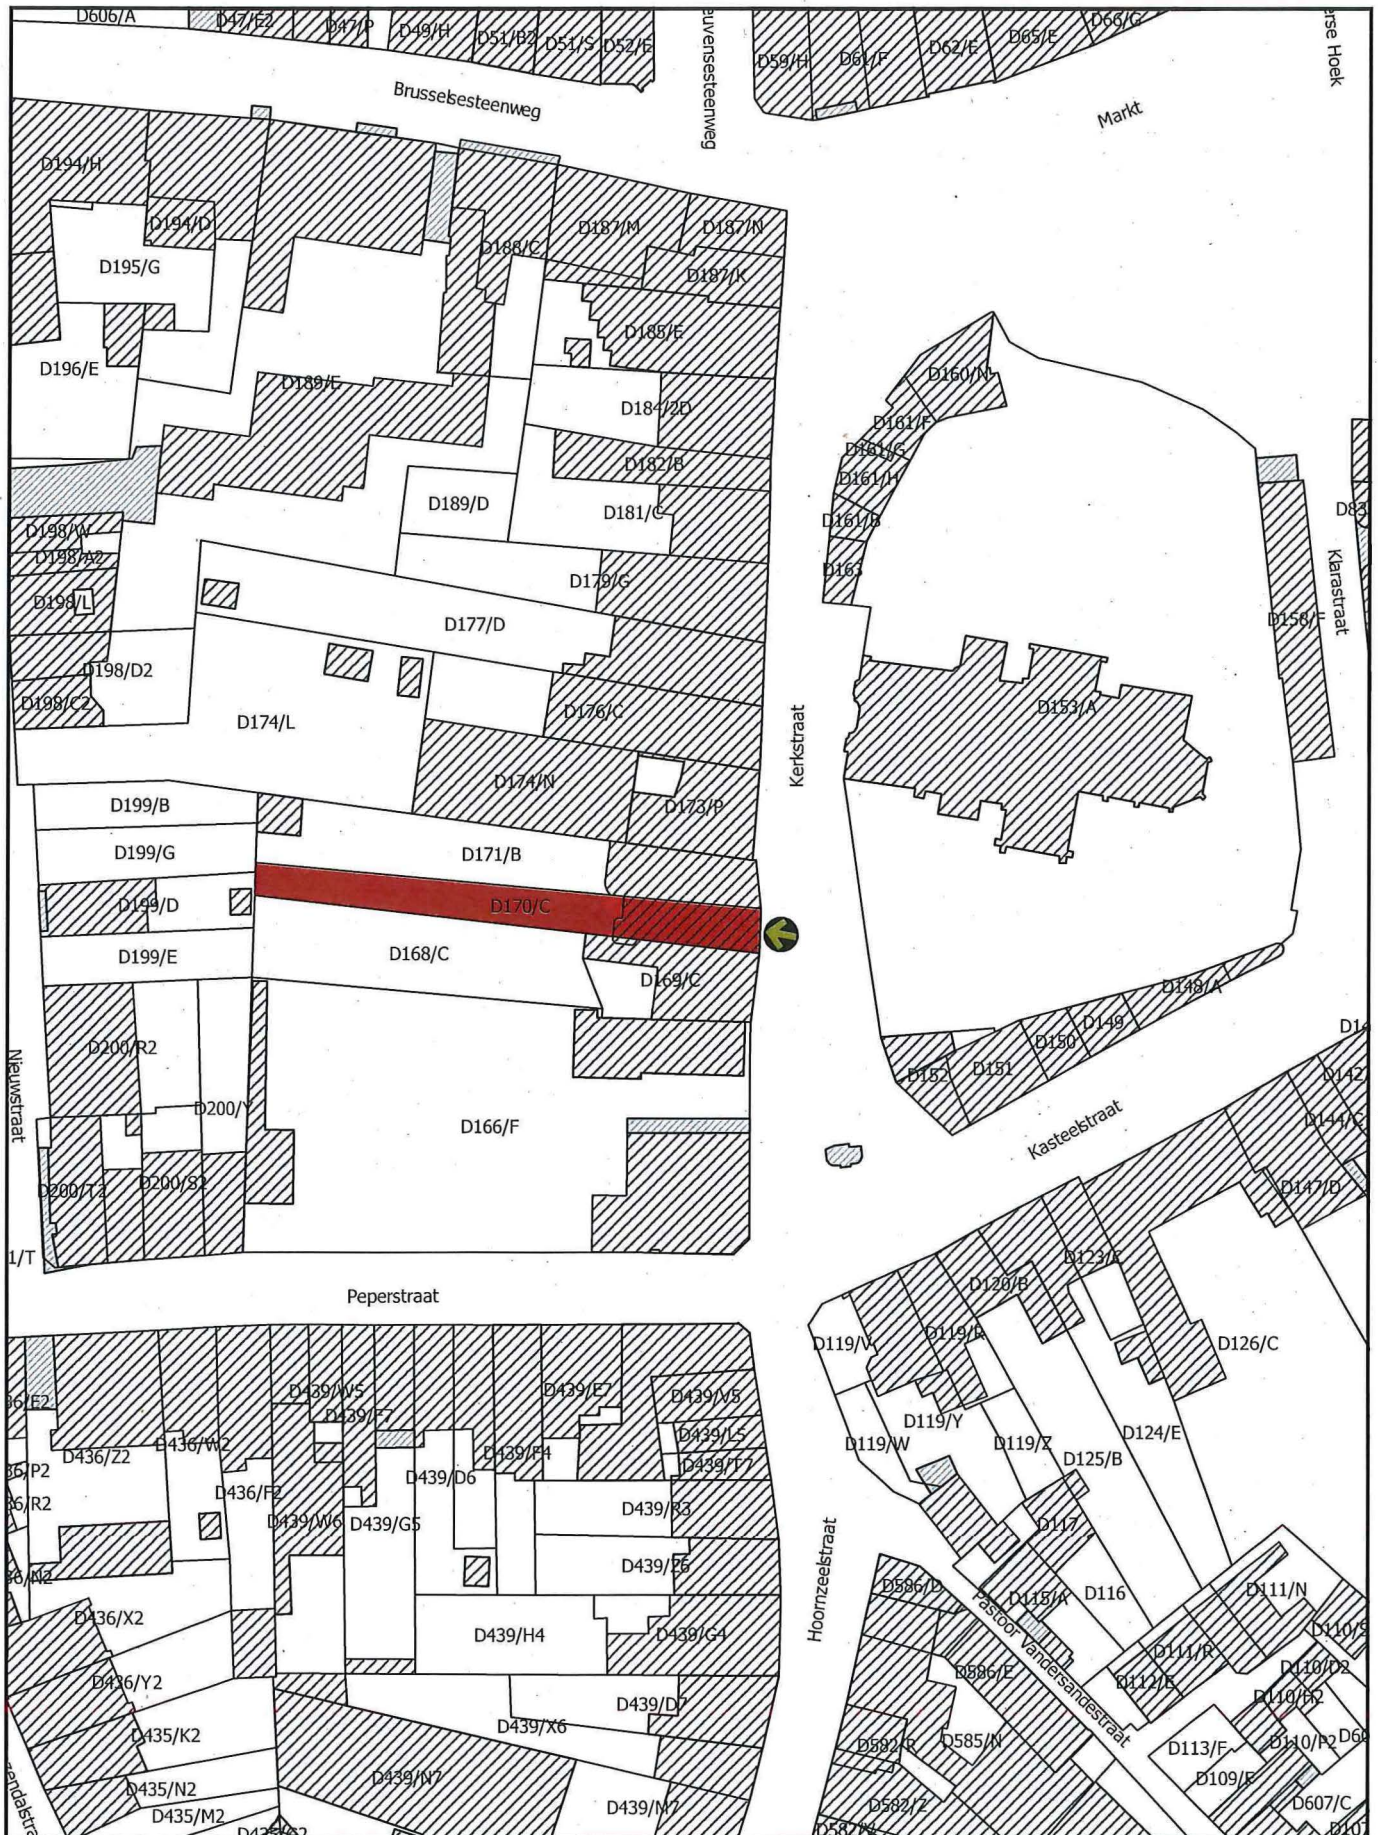 D606/A
D47/E2
D47/P
D49/H
D51/B2
D51/S
D52/E
D59/H
D61/F
D62/E
D65/E
D66/G
Brusselsesteenweg
Markt
D194/H
D194/D
D195/G
D196/E
D188/C
D187/M
D187/N
D187/K
D185/E
D184/2D
D182/B
D181/C
D189/E
D189/D
D179/G
D177/D
D176/C
D174/L
D174/N
D173/P
D171/B
D170/C
D168/C
D169/C
D166/F
D198/W
D198/A2
D198/L
D198/D2
D198/C2
D199/B
D199/G
D199/D
D199/E
D200/R2
D200/Y
D200/T2
D200/S2
Nieuwstraat
1/T
Kerkstraat
D160/N
D161/F
D161/G
D161/H
D161/B
D163
D153/A
D158/F
Klarastraat
D148/A
D149
D150
D151
D152
Kasteelstraat
D144/C
D147/D
Peperstraat
D119/V
D119/R
D120/B
D123/E
D126/C
D119/W
D119/Y
D119/Z
D125/B
D124/E
D117
D115/A
D116
D111/N
D111/R
D112/E
D110/D2
D110/H2
D110/P2
D113/F
D109/F
D607/C
Pastoor Vandersandestraat
Hoornzeelstraat
D586/D
D586/E
D585/N
D582/R
D582/Z
D439/W5
D439/F7
D439/E7
D439/V5
D439/L5
D439/T7
D439/F4
D439/D6
D439/R3
D439/Z6
D439/W6
D439/G5
D439/H4
D439/G4
D439/D7
D439/X6
D439/N7
D439/M7
D436/Z2
D436/W2
D436/F2
D436/X2
D436/Y2
D435/K2
D435/N2
D435/M2